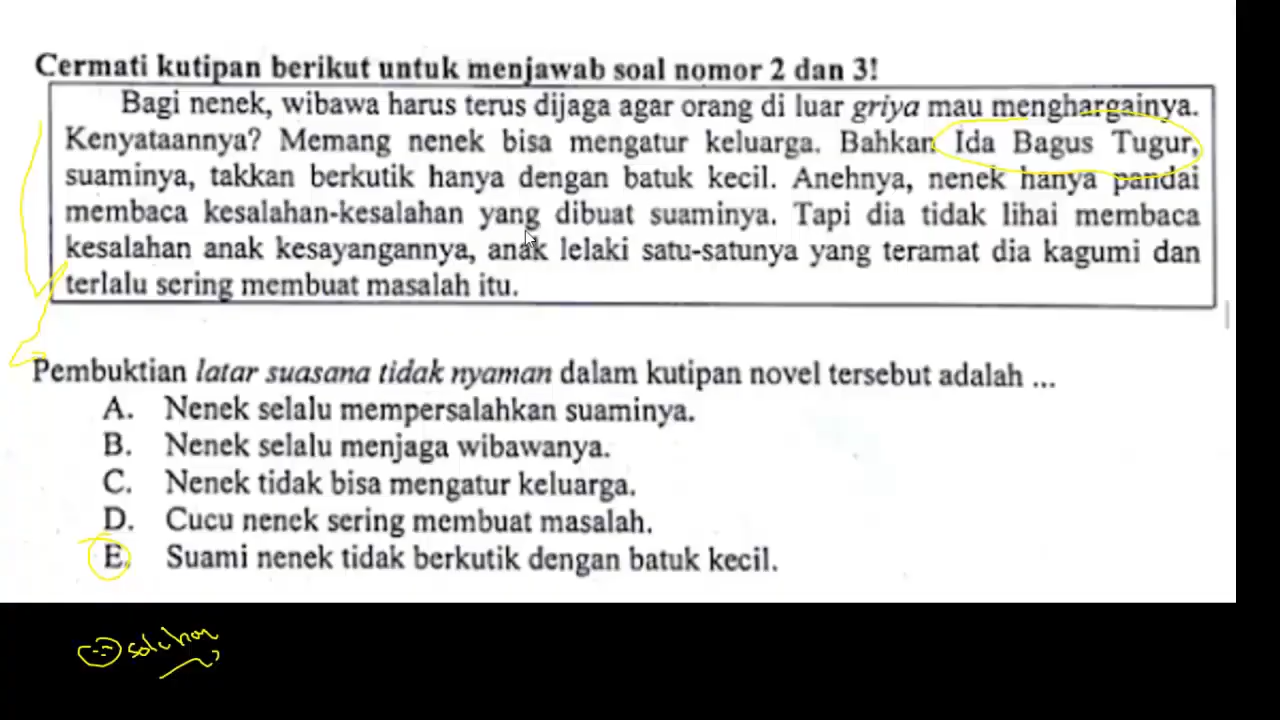 Cermati kutipan berikut untuk menjawab soal nomor 2 dan 3!
Bagi nenek, wibawa harus terus dijaga agar orang di luar griya mau menghargainya.
Kenyataannya? Memang nenek bisa mengatur keluarga. Bahkan Ida Bagus Tugur,
suaminya, takkan berkutik hanya dengan batuk kecil. Anehnya, nenek hanya pandai
membaca kesalahan-kesalahan yang dibuat suaminya. Tapi dia tidak lihai membaca
kesalahan anak kesayangannya, anak lelaki satu-satunya yang teramat dia kagumi dan
terlalu sering membuat masalah itu.
Pembuktian latar suasana tidak nyaman dalam kutipan novel tersebut adalah ...
A. Nenek selalu mempersalahkan suaminya.
B. Nenek selalu menjaga wibawanya.
C. Nenek tidak bisa mengatur keluarga.
D. Cucu nenek sering membuat masalah.
E. Suami nenek tidak berkutik dengan batuk kecil.